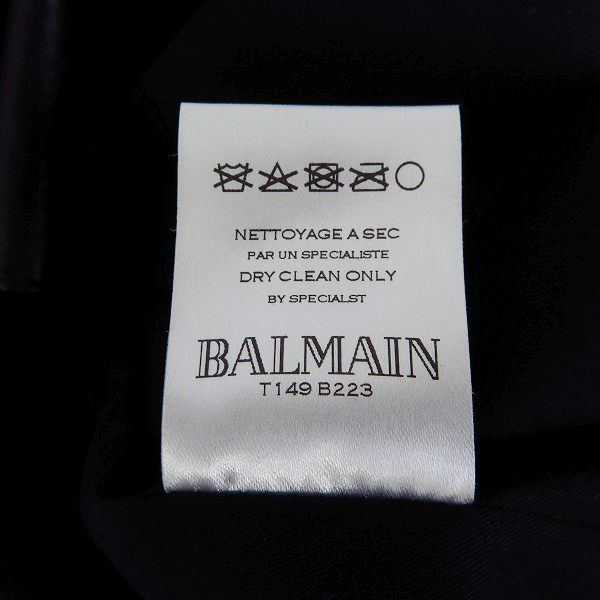 NETTOYAGE A SEC
PAR UN SPECIALISTE
DRY CLEAN ONLY
BY SPECIALST
BALMAIN
T149 B223